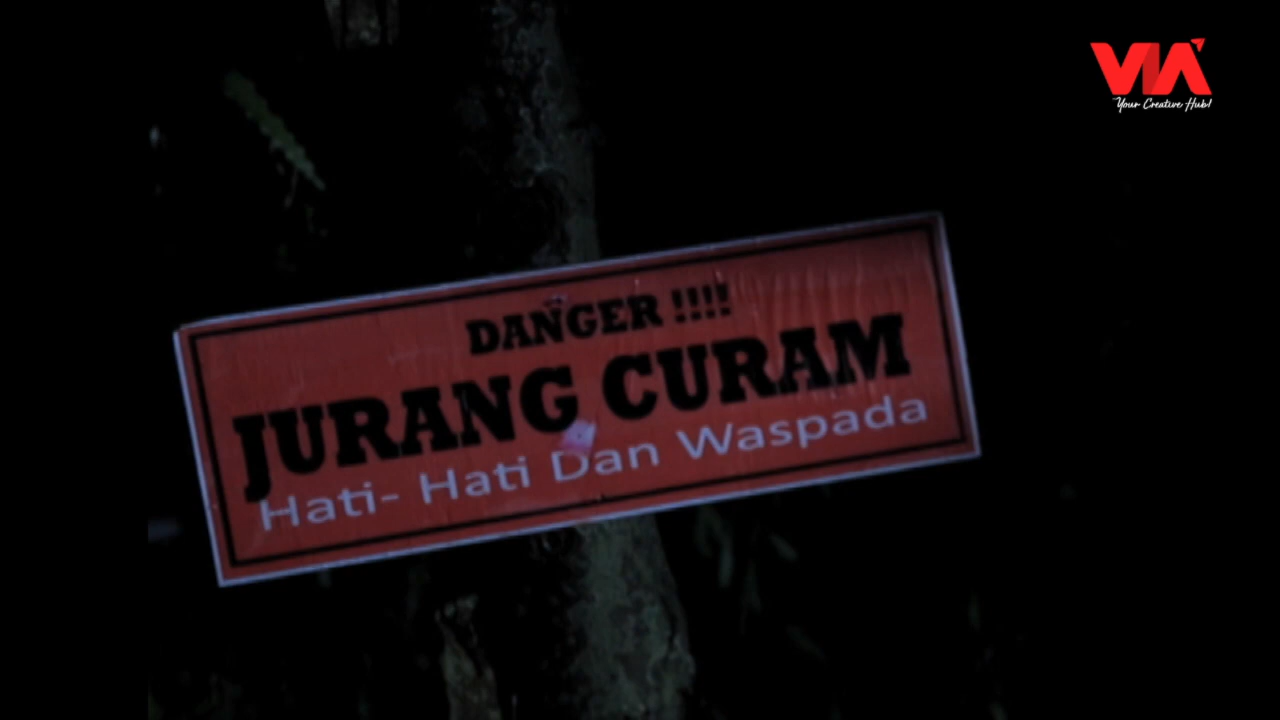 VIA
Your Creative Hub!
DANGER !!!!
JURANG CURAM
Hati- Hati Dan Waspada